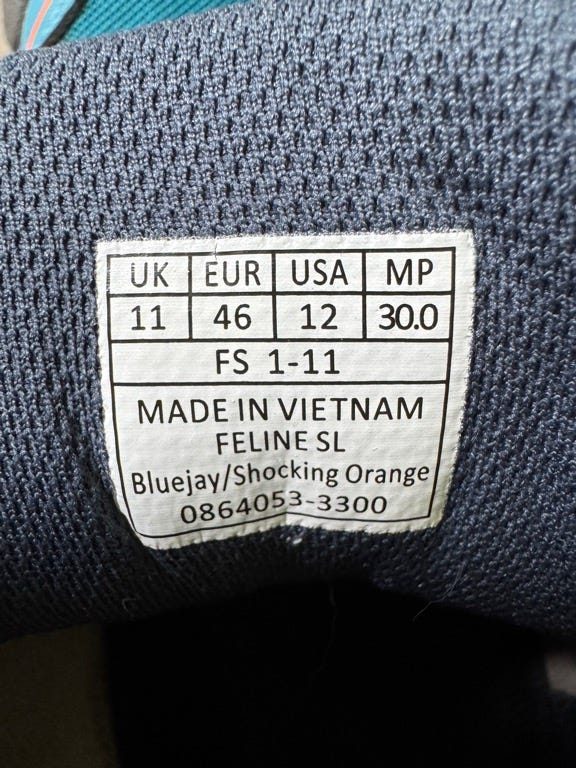 UK EUR USA MP
11 46 12 30.0
FS 1-11
MADE IN VIETNAM
FELINE SL
Bluejay/Shocking Orange
0864053-3300